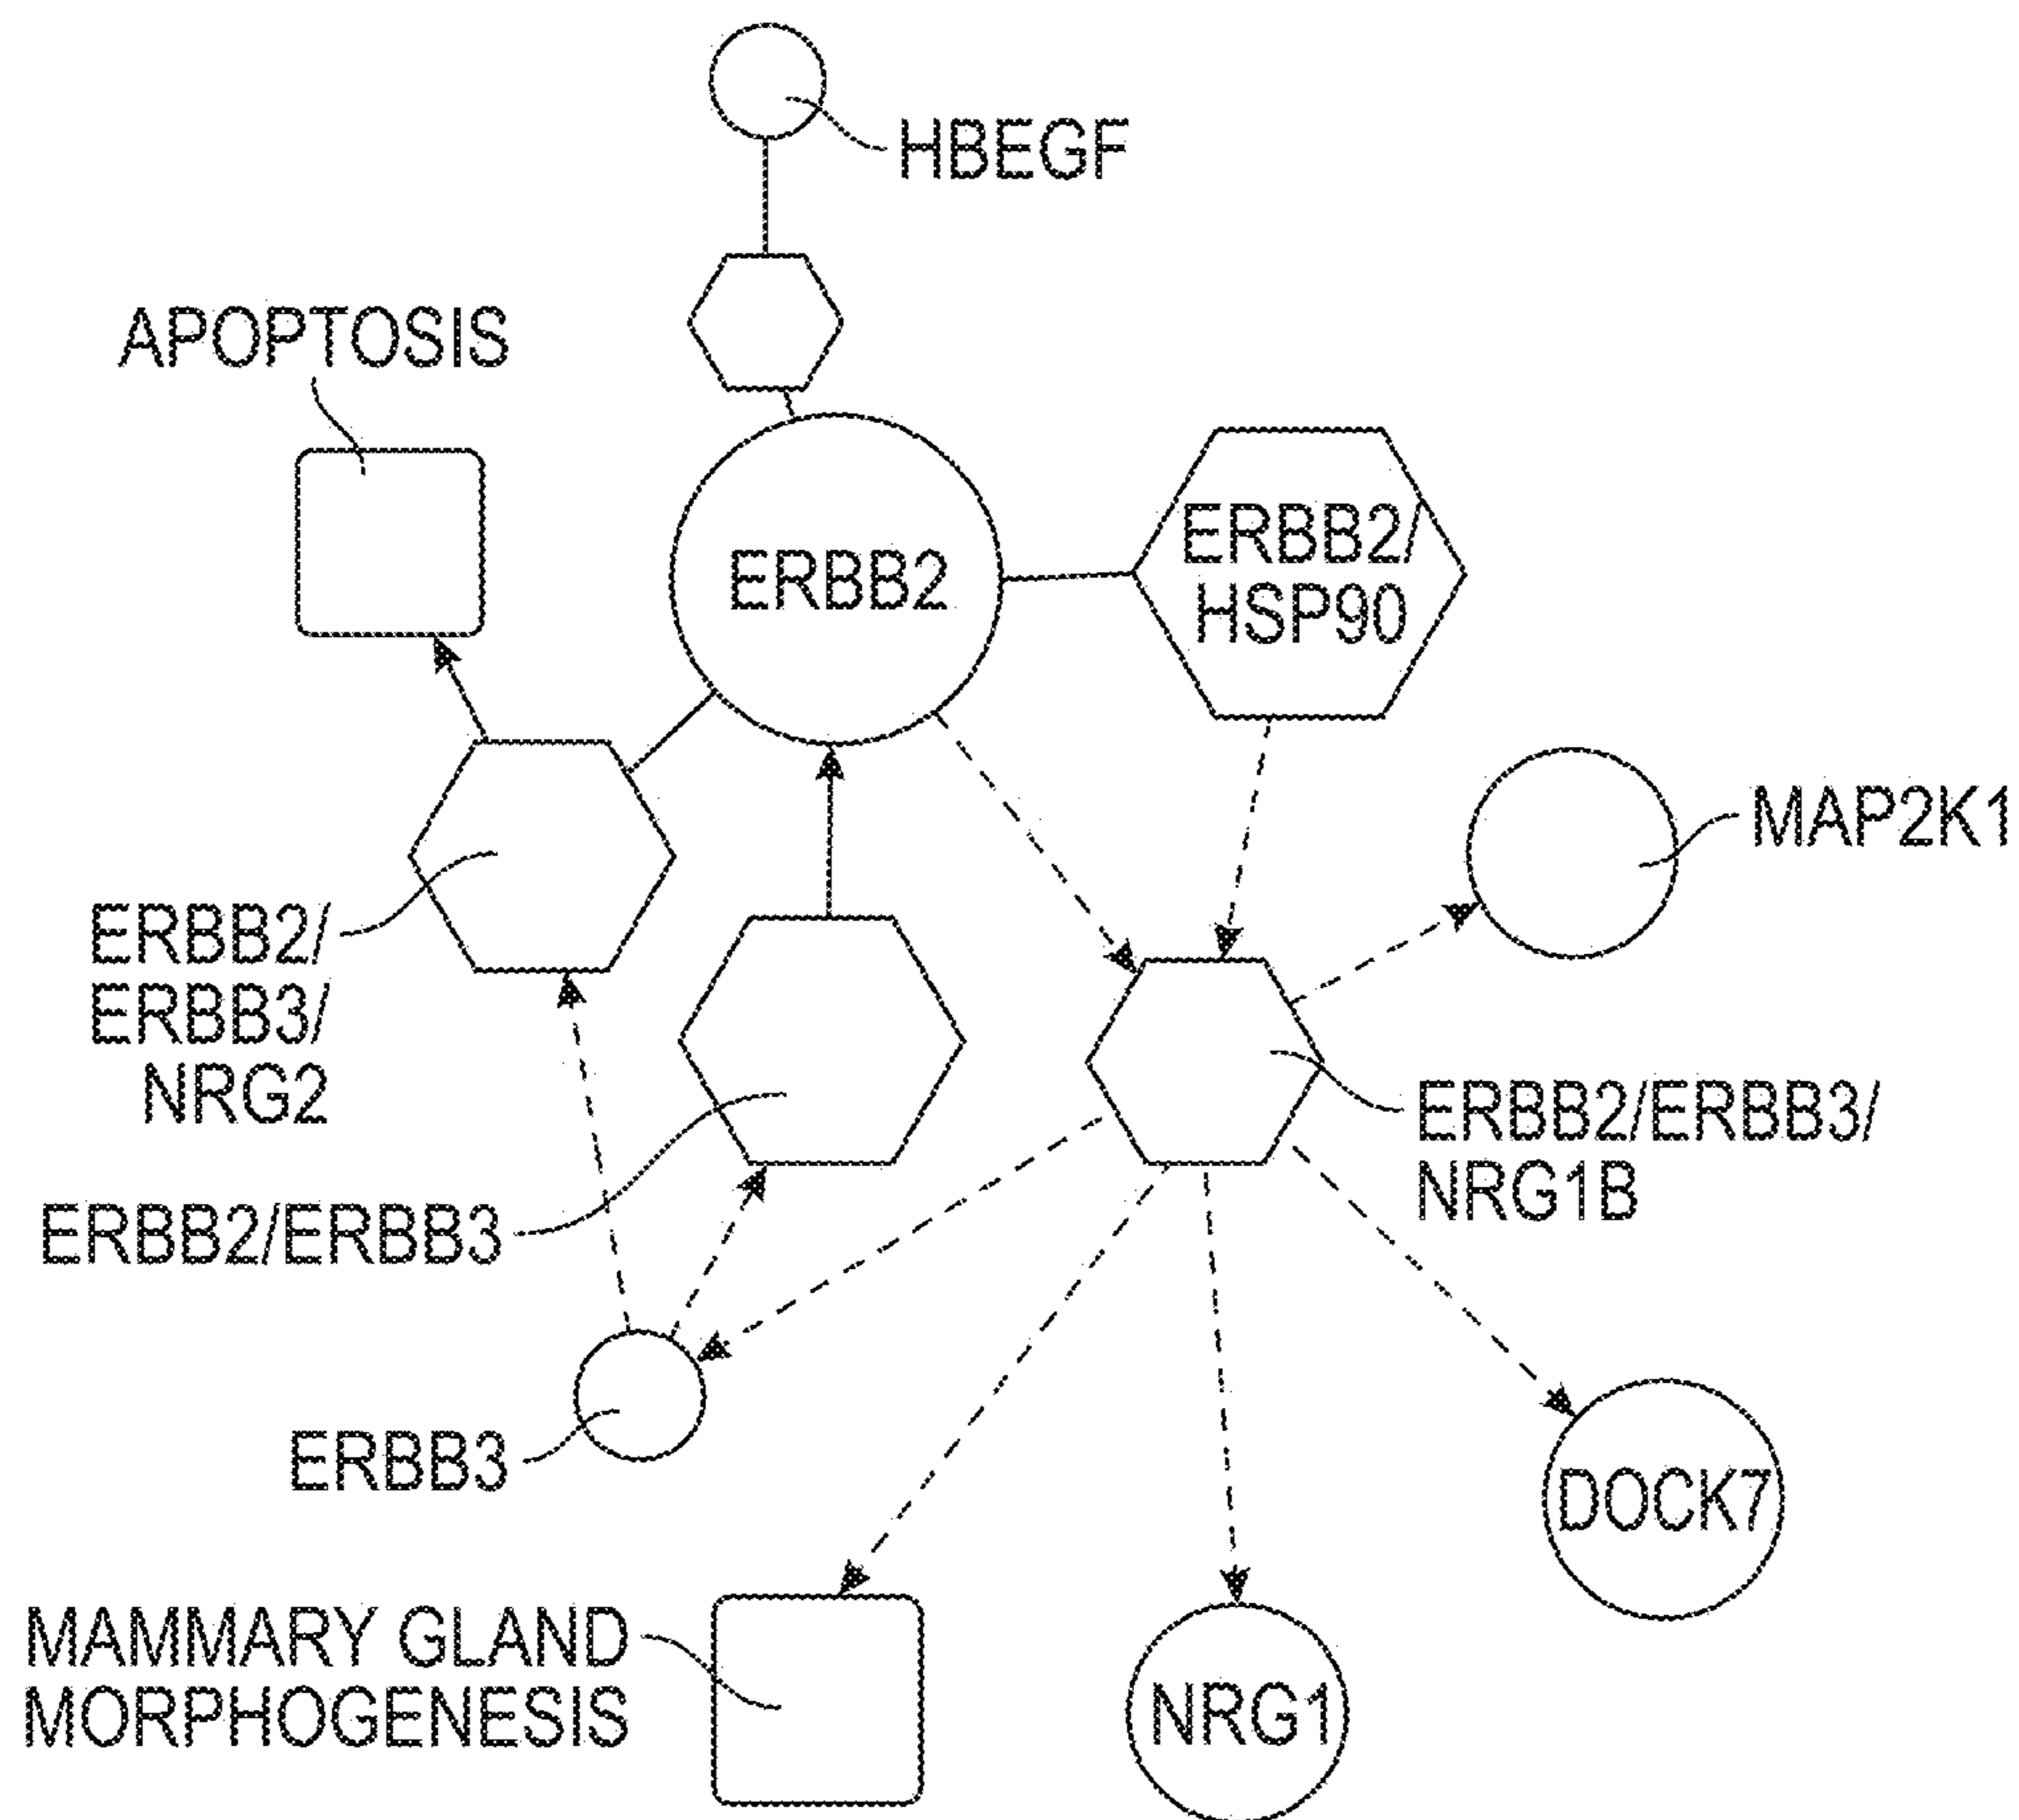 HBEGF
APOPTOSIS
ERBB2
ERBB2/
HSP90
MAP2K1
ERBB2/
ERBB3/
NRG2
ERBB2/ERBB3/
NRG1B
ERBB2/ERBB3
ERBB3
DOCK7
MAMMARY GLAND
MORPHOGENESIS
NRG1